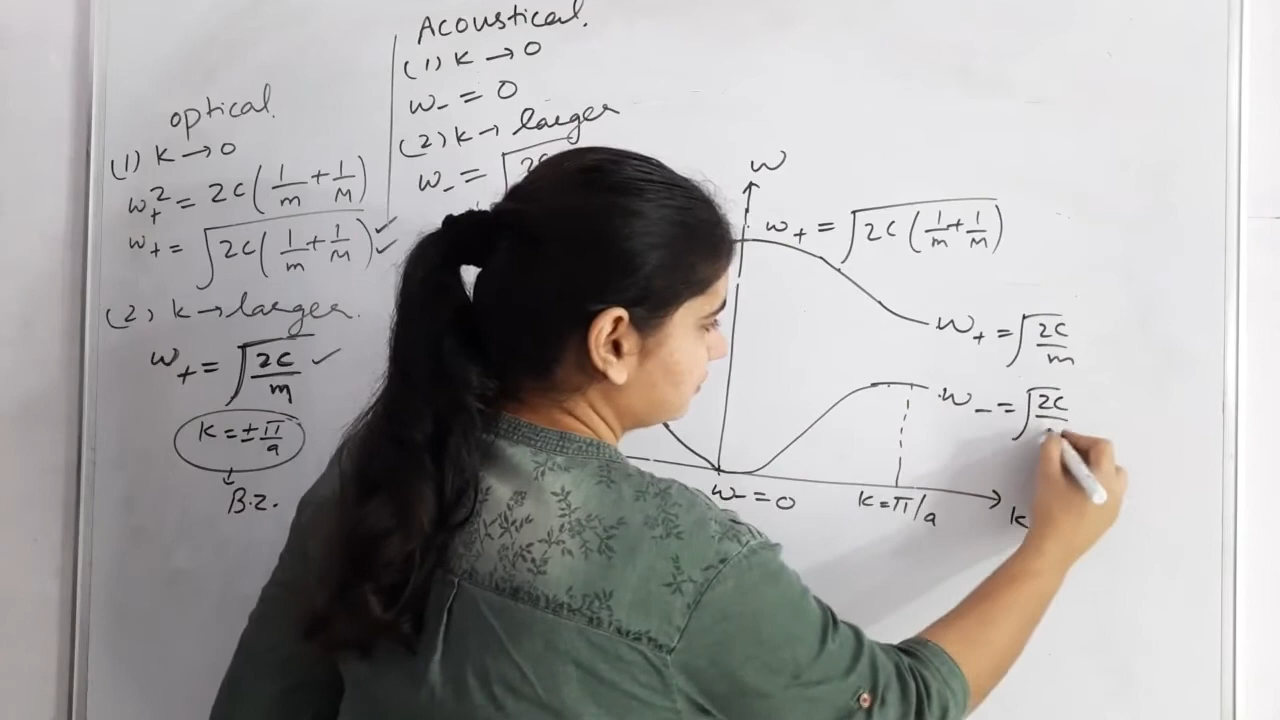 optical.
(1) K → 0
ω₊² = 2C(1/m + 1/M)
ω₊ = √2C(1/m + 1/M) ✓✓
(2) K → larger.
ω₊ = √2C/m ✓
K = ±π/a
↓
B.Z.
Acoustical.
(1) K → 0
ω₋ = 0
(2) K → larger
ω₋ = √2C
ω
ω₊ = √2C(1/m + 1/M)
ω₊ = √2C/m
ω₋ = √2C/
ω₋ = 0
K = π/a
K